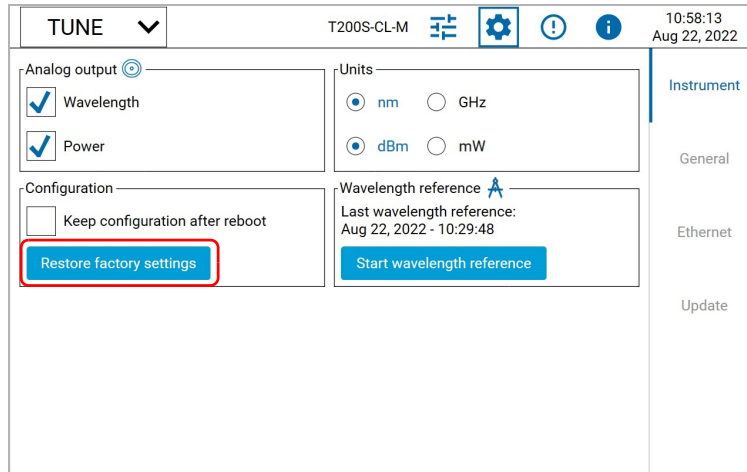 TUNE
T200S-CL-M
10:58:13
Aug 22, 2022
Analog output
Wavelength
Power
Units
nm
GHz
dBm
mW
Configuration
Keep configuration after reboot
Restore factory settings
Wavelength reference
Last wavelength reference:
Aug 22, 2022 - 10:29:48
Start wavelength reference
Instrument
General
Ethernet
Update